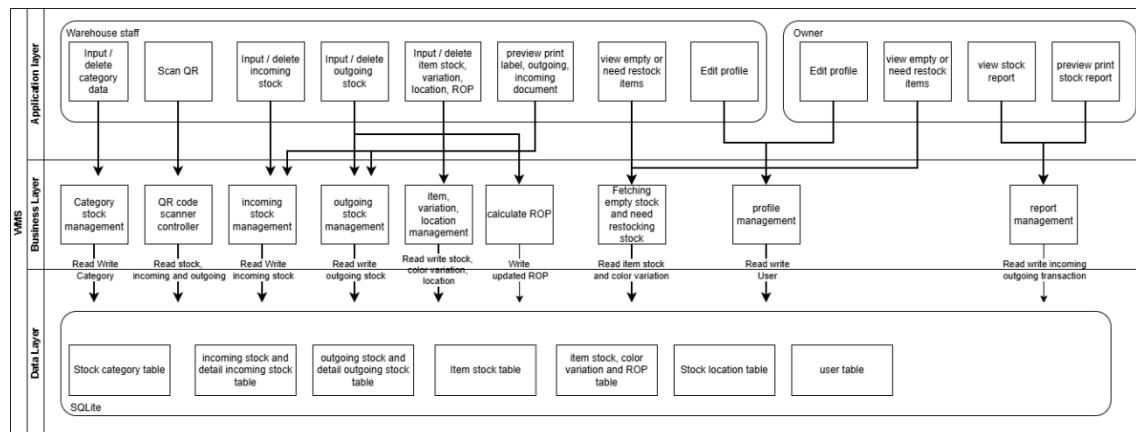 WMS
Application layer
Warehouse staff
Input /
delete
category
data
Scan QR
Input / delete
incoming
stock
Input / delete
outgoing
stock
Input / delete
item stock,
variation,
location, ROP
preview print
label, outgoing,
incoming
document
view empty or
need restock
items
Edit profile
Owner
Edit profile
view empty or
need restock
items
view stock
report
preview print
stock report
Business Layer
Category
stock
management
QR code
scanner
controller
incoming
stock
management
outgoing
stock
management
item,
variation,
location
management
calculate ROP
Fetching
empty stock
and need
restocking
stock
profile
management
report
management
Read Write
Category
Read stock,
incoming and outgoing
Read Write
incoming stock
Read write
outgoing stock
Read write stock,
color variation,
location
Write
updated ROP
Read item stock
and color variation
Read write
User
Read write incoming
outgoing transaction
Data Layer
Stock category table
incoming stock and
detail incoming stock
table
outgoing stock and
detail outgoing stock
table
Item stock table
item stock, color
variation and ROP
table
Stock location table
user table
SQLite